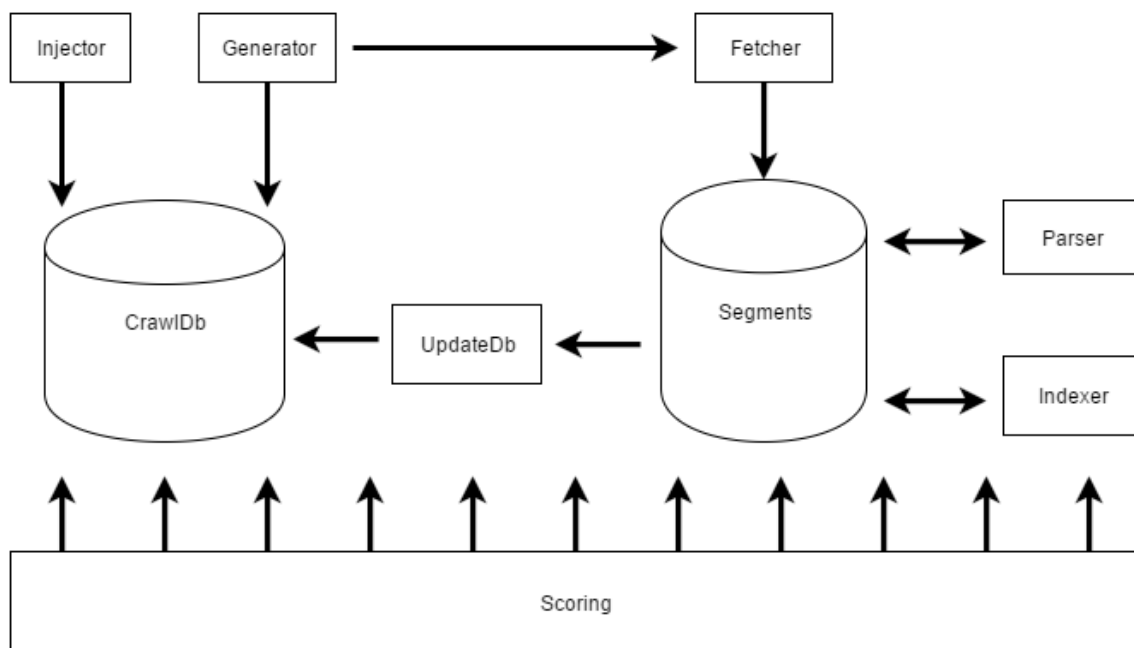 Injector
Generator
Fetcher
Parser
Segments
CrawlDb
UpdateDb
Indexer
Scoring